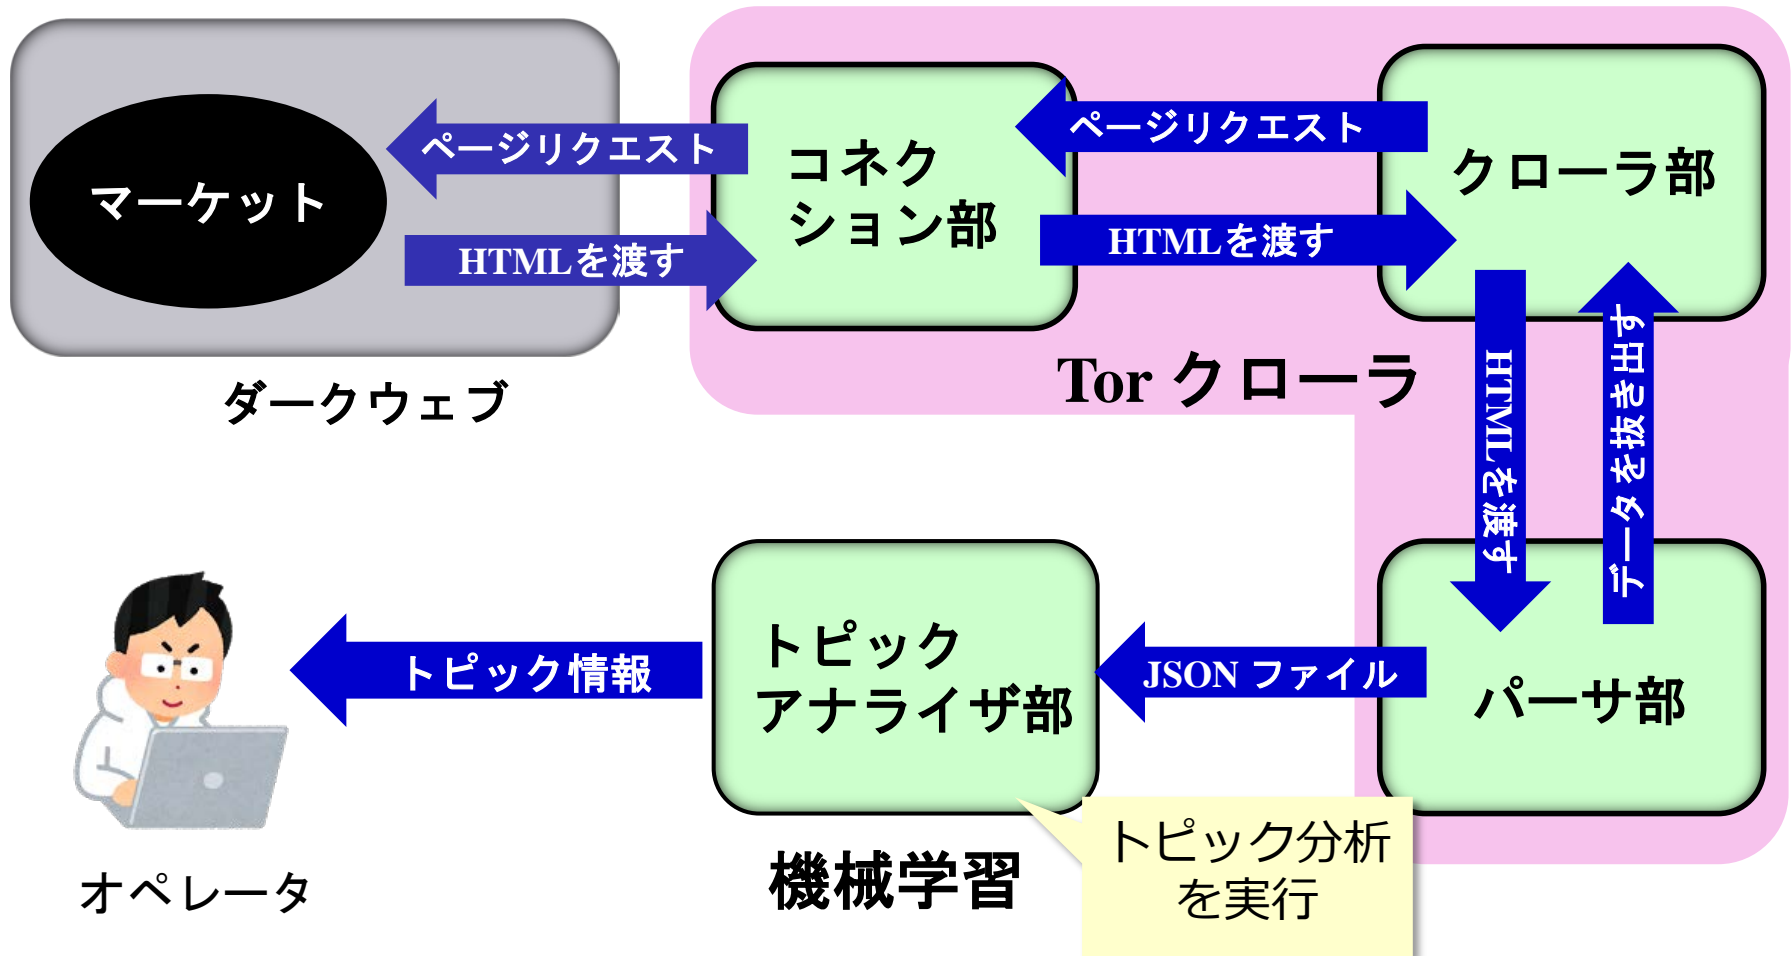 マーケット
ページリクエスト
HTMLを渡す
ダークウェブ
コネク
ション部
ページリクエスト
HTMLを渡す
クローラ部
Tor クローラ
HTMLを渡す
データを抜き出す
パーサ部
JSON ファイル
トピック
アナライザ部
トピック分析
を実行
機械学習
トピック情報
オペレータ